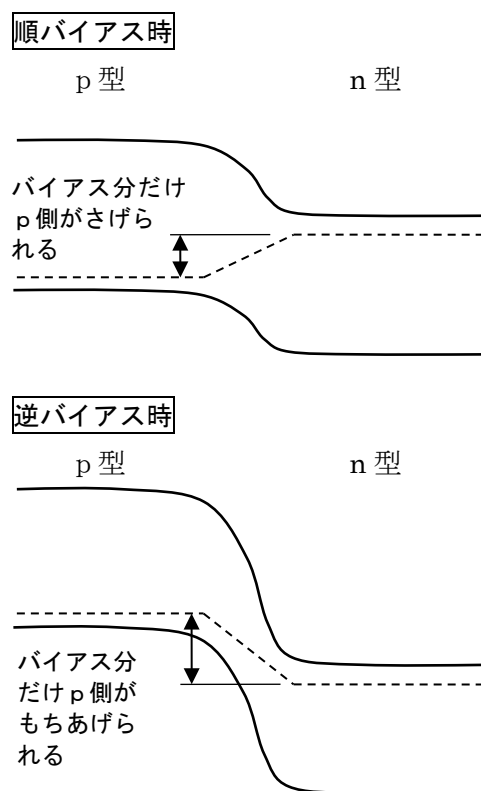 順バイアス時
p 型 n 型
バイアス分だけ
p 側がさげら
れる
逆バイアス時
p 型 n 型
バイアス分
だけ p 側が
もちあげら
れる